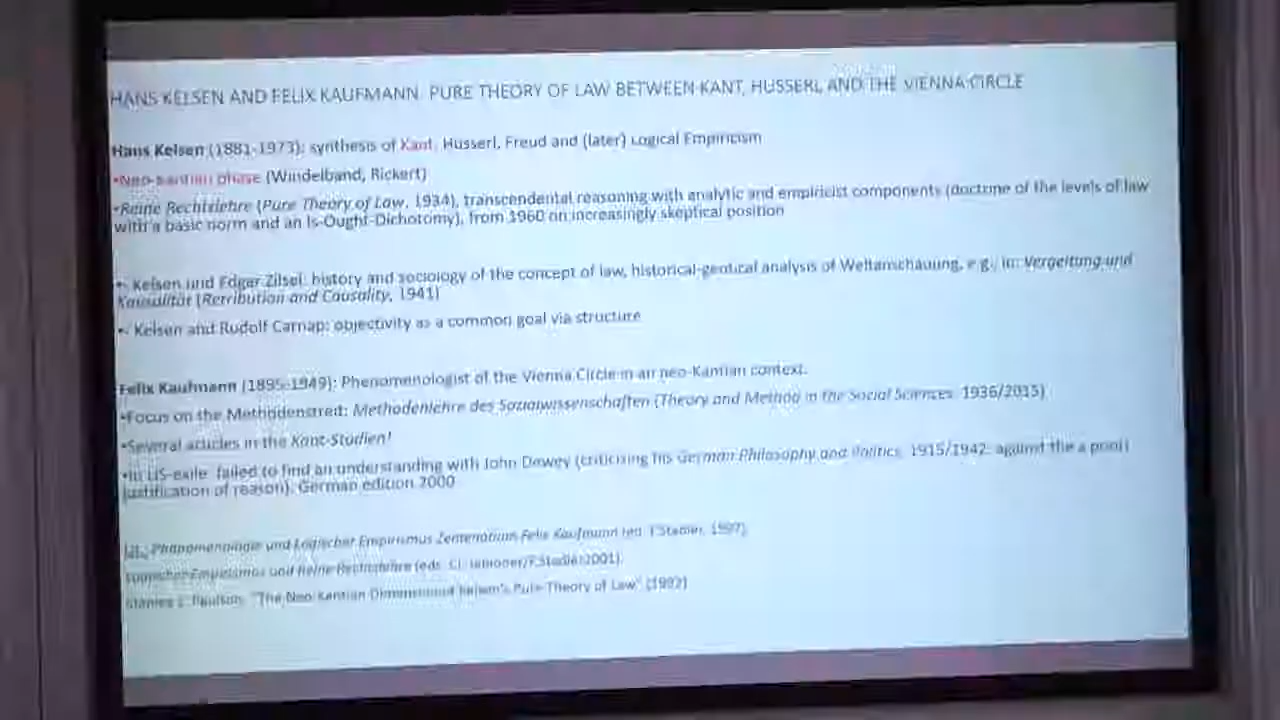 HANS KELSEN AND FELIX KAUFMANN: PURE THEORY OF LAW BETWEEN KANT, HUSSERL AND THE VIENNA CIRCLE
Hans Kelsen (1881-1973): synthesis of Kant, Husserl, Freud and (later) Logical Empiricism
•Neo-kantian phase (Windelband, Rickert)
•Reine Rechtslehre (Pure Theory of Law, 1934), transcendental reasoning with analytic and empiricist components (doctrine of the levels of law
with a basic norm and an Is-Ought-Dichotomy), from 1960 on increasingly skeptical position
•- Kelsen und Edgar Zilsel: history and sociology of the concept of law, historical-genetical analysis of Weltanschauung, e.g., in: Vergeltung und
Kausalität (Retribution and Causality, 1941)
•- Kelsen and Rudolf Carnap: objectivity as a common goal via structure
Felix Kaufmann (1895-1949): Phenomenologist of the Vienna Circle in an neo-Kantian context.
•Focus on the Methodenstreit: Methodenlehre des Sozialwissenschaften (Theory and Method in the Social Sciences, 1936/2015)
•Several articles in the Kant-Studien!
•In US-exile failed to find an understanding with John Dewey (criticising his German Philosophy and Politics, 1915/1942: against the a priori
justification of reason), German edition 2000
Phänomenologie und Logischer Empirismus Zentenarium Felix Kaufmann (ed. F.Stadler, 1997)
Logischer Empirismus und Reine Rechtslehre (eds. C. Jabloner/F.Stadler 2001).
Stanley L. Paulson, "The Neo-Kantian Dimension of Kelsen's Pure Theory of Law" (1992)